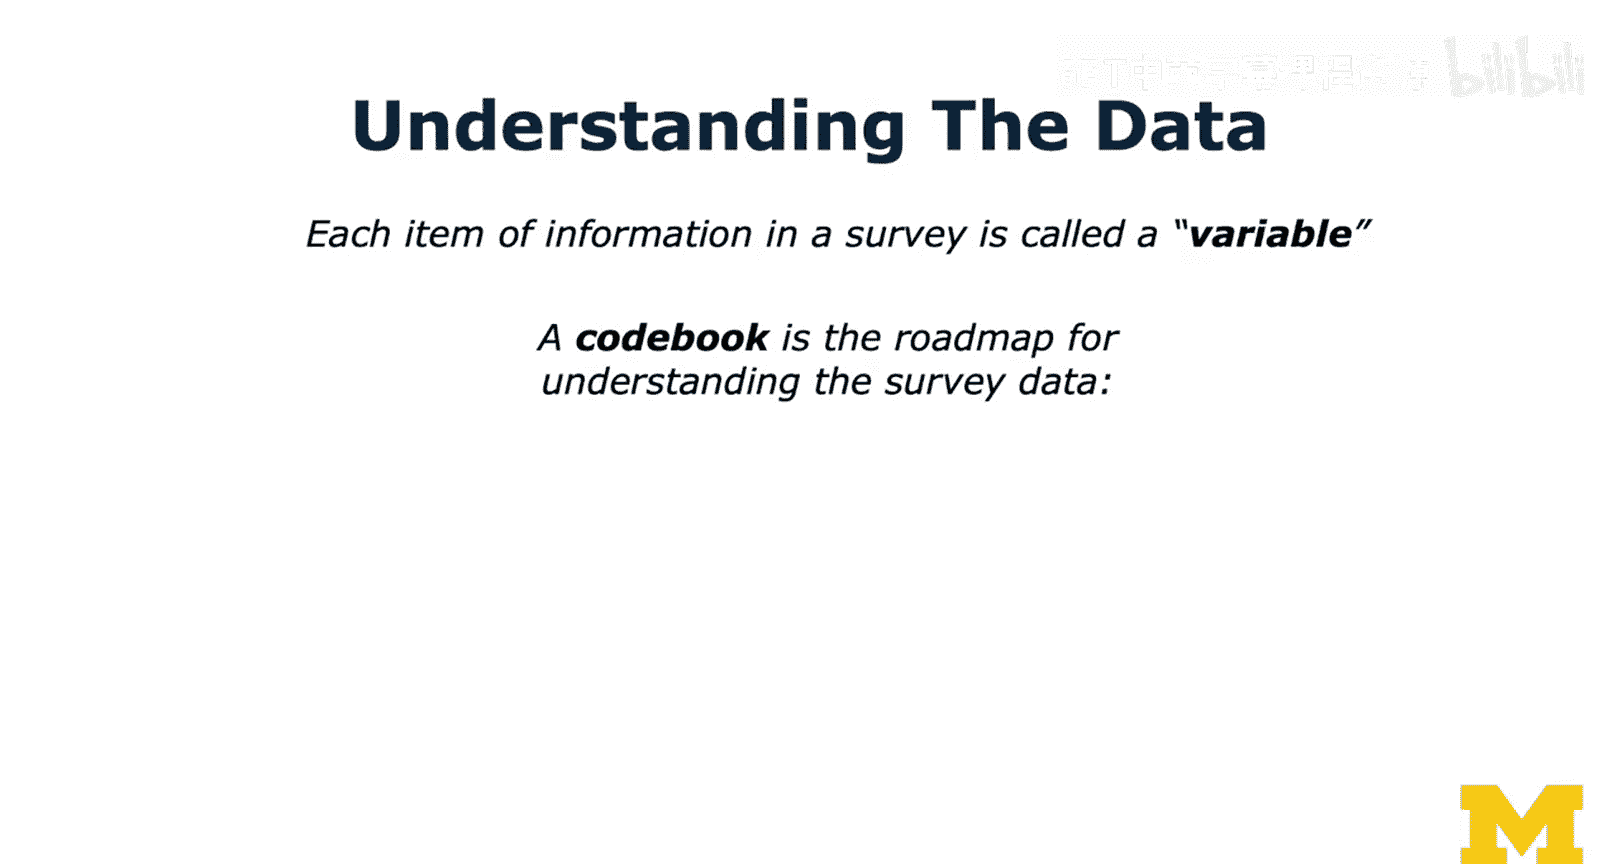 bilibili
Understanding The Data
Each item of information in a survey is called a “variable”
A codebook is the roadmap for
understanding the survey data:
M